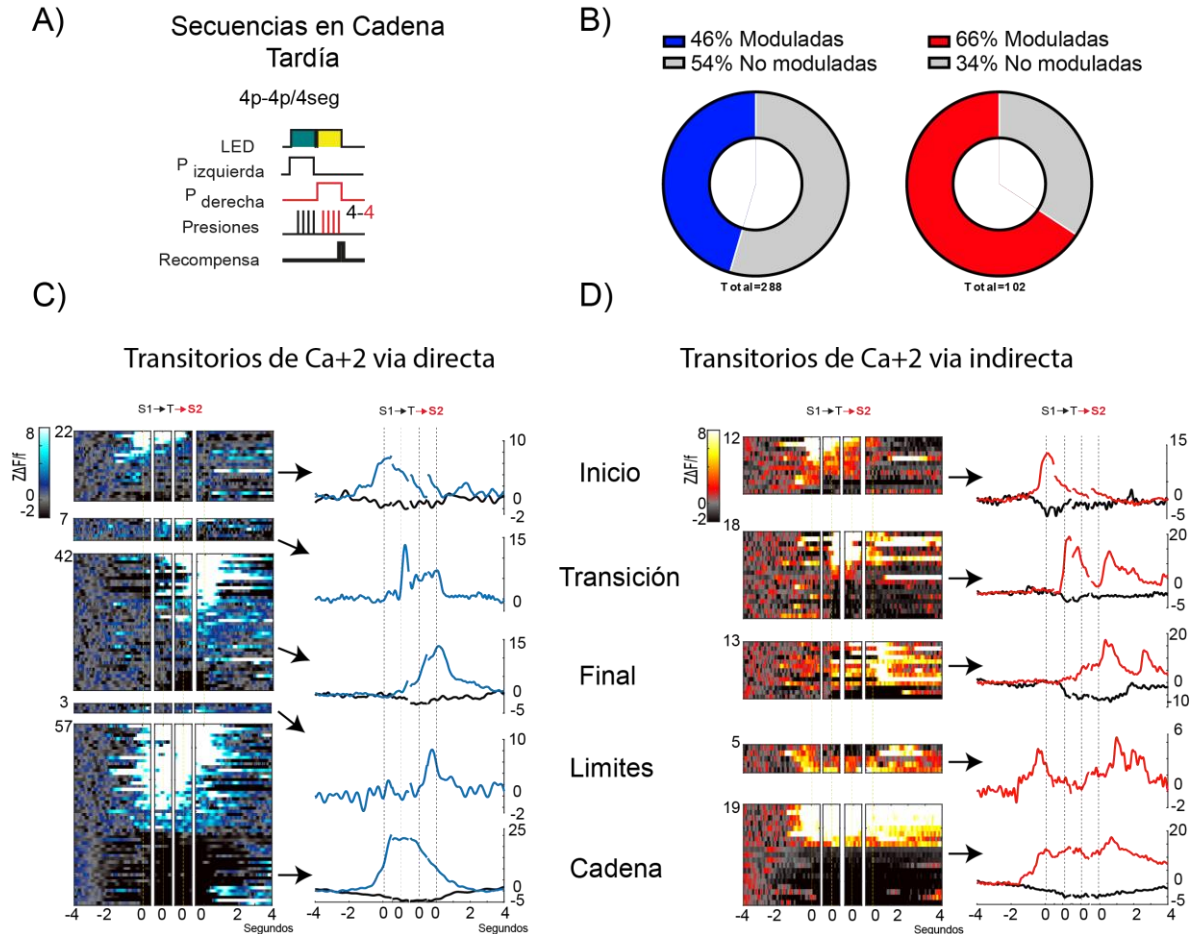 A)
Secuencias en Cadena
Tardía
4p-4p/4seg
LED
P izquierda
P derecha
Presiones
4-4
Recompensa
B)
46% Moduladas
54% No moduladas
66% Moduladas
34% No moduladas
Total=288
Total=102
C)
Transitorios de Ca+2 via directa
S1→T→S2
S1→T→S2
8
0
-2
ZΔF/f
22
7
42
3
57
10
0
-2
15
0
15
0
-5
10
0
-2
25
0
-5
-4 -2 0 0 0 0 2 4
Segundos
-4 -2 0 0 0 0 2 4
Segundos
Inicio
Transición
Final
Limites
Cadena
D)
Transitorios de Ca+2 via indirecta
S1→T→S2
S1→T→S2
8
0
-2
ZΔF/f
12
18
13
5
19
15
0
-5
20
0
-5
20
0
-10
6
0
-2
20
0
-5
-4 -2 0 0 0 0 2 4
Segundos
-4 -2 0 0 0 0 2 4
Segundos